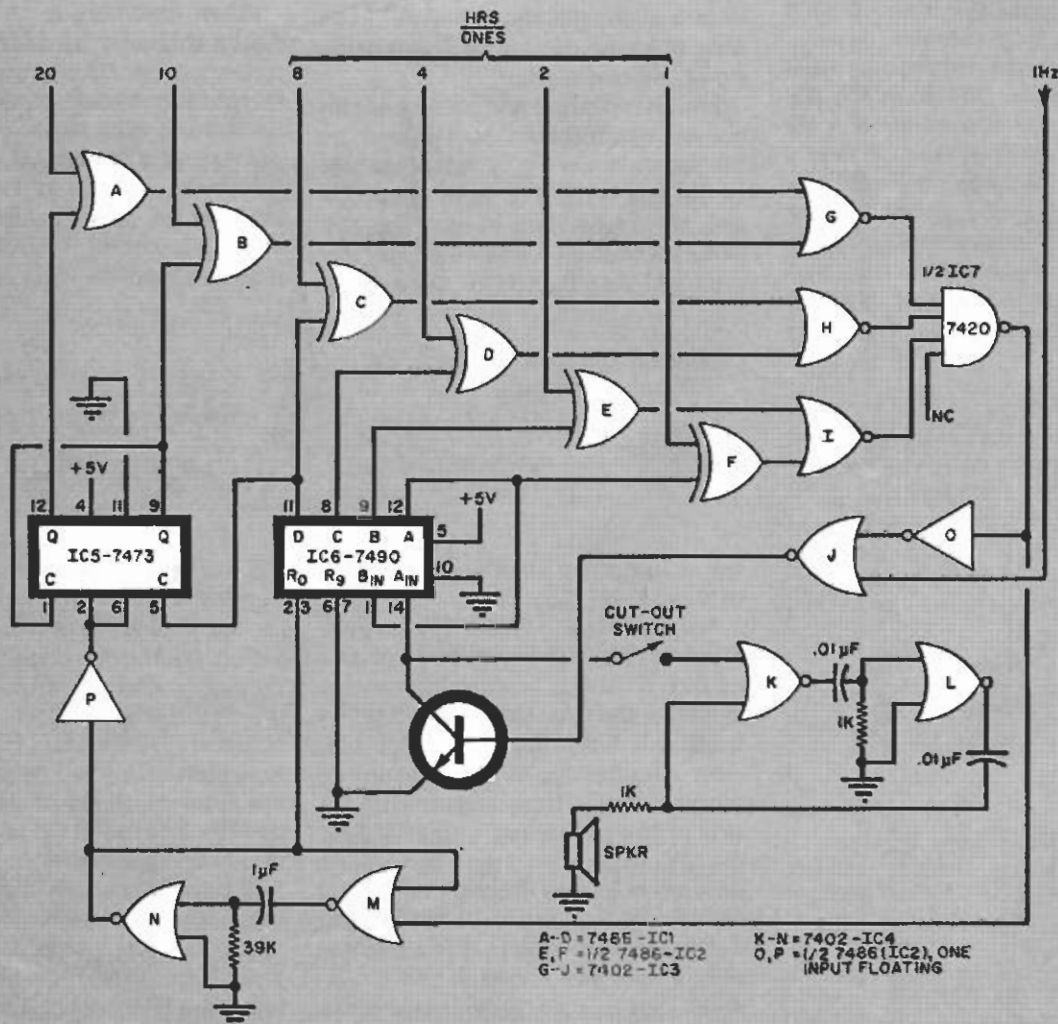 HRS
ONES
20 10 8 4 2 1 1Hz
A
B
C
D
E
F
G
H
I
1/2 IC7
7420
NC
+5V
12 4 11 9
Q Q
IC5-7473
C C
1 2 6 5
11 8 9 12
+5V
D C B A
5
IC6-7490
10
R0 R9 BIN AIN
2 3 6 7 1 14
J
O
CUT-OUT
SWITCH
K
.01µF
1K
L
.01µF
P
1K
SPKR
1µF
N
39K
M
A-D = 7486-IC1
E,F = 1/2 7486-IC2
G-J = 7402-IC3
K-N = 7402-IC4
O,P = 1/2 7486(IC2), ONE
INPUT FLOATING